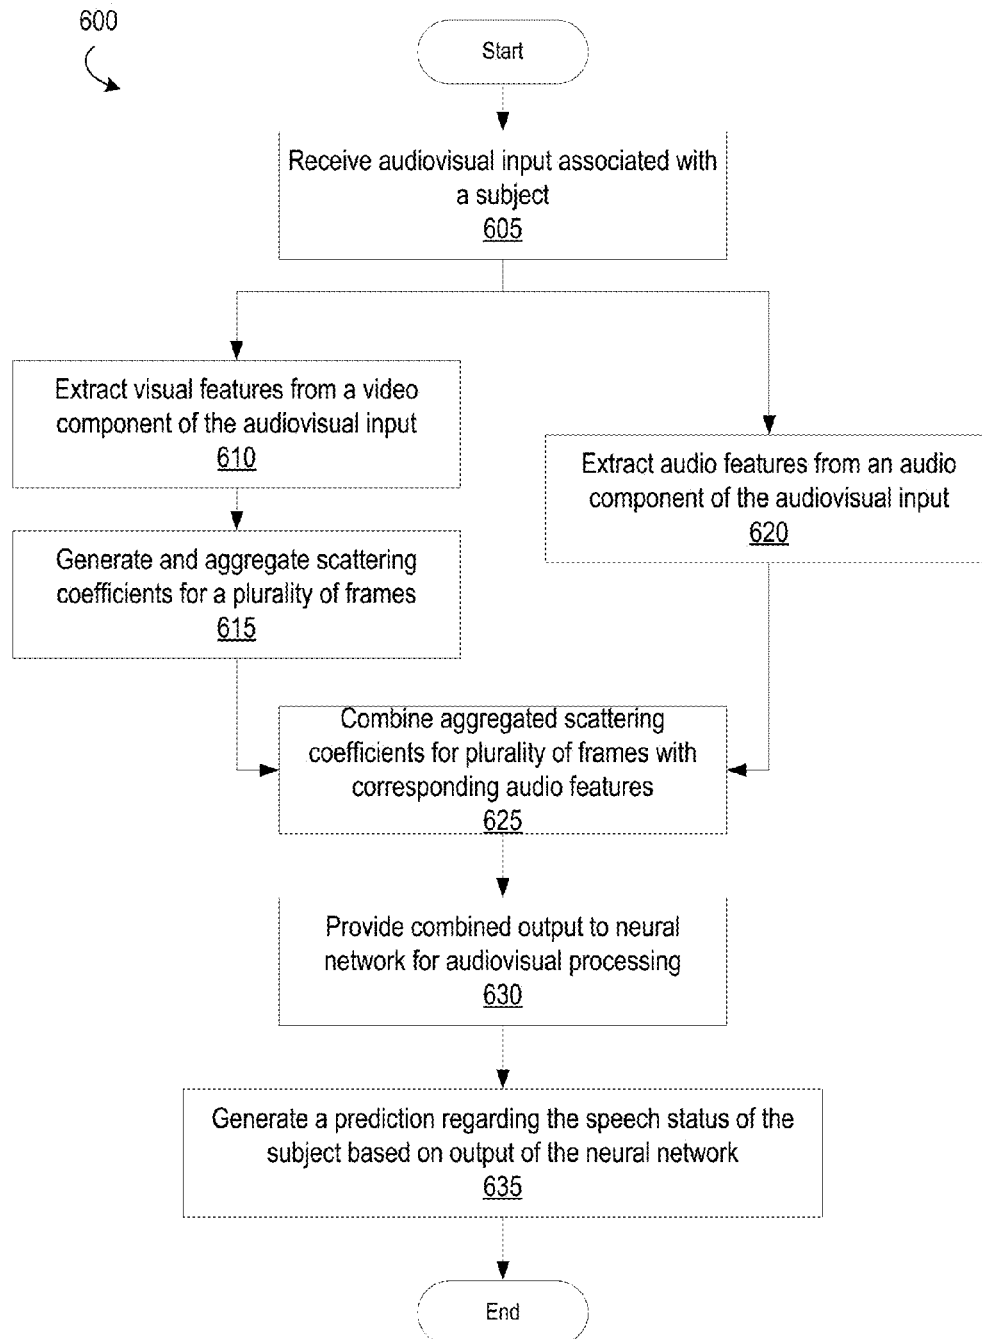 600
Start
Receive audiovisual input associated with
a subject
605
Extract visual features from a video
component of the audiovisual input
610
Extract audio features from an audio
component of the audiovisual input
620
Generate and aggregate scattering
coefficients for a plurality of frames
615
Combine aggregated scattering
coefficients for plurality of frames with
corresponding audio features
625
Provide combined output to neural
network for audiovisual processing
630
Generate a prediction regarding the speech status of the
subject based on output of the neural network
635
End